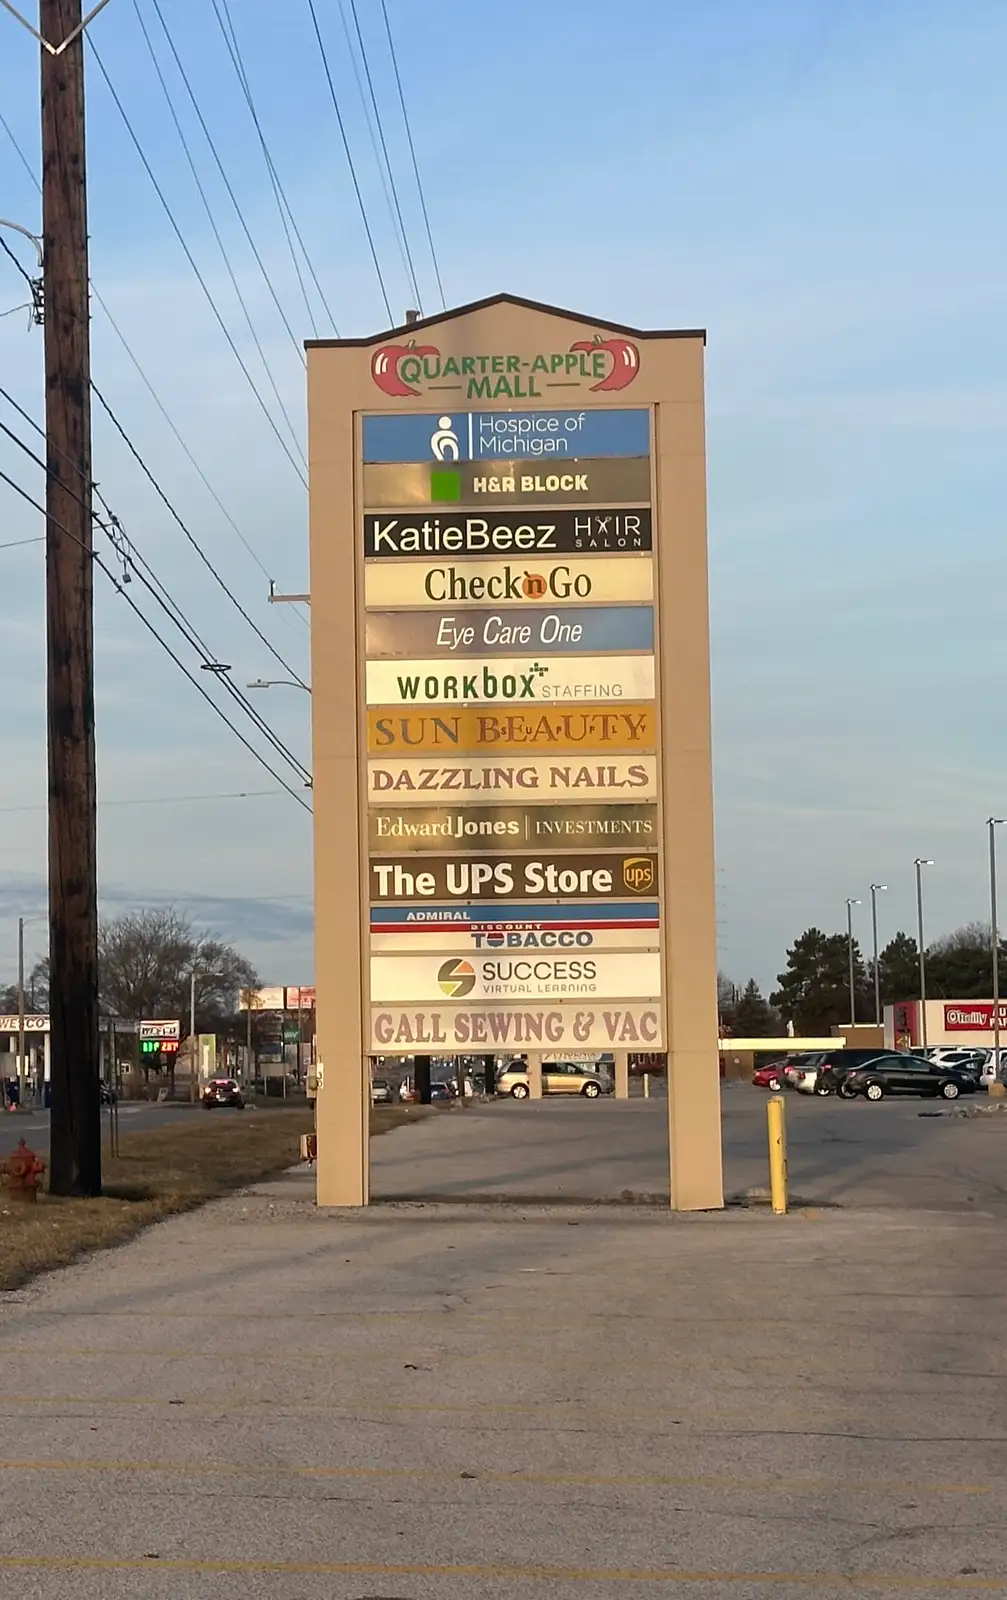 QUARTER-APPLE
MALL
Hospice of
Michigan
H&R BLOCK
KatieBeez HAIR
SALON
Check 'n Go
Eye Care One
WORKbOX STAFFING
SUN BEAUTY
SUPPLY
DAZZLING NAILS
Edward Jones | INVESTMENTS
The UPS Store ups
ADMIRAL
DISCOUNT
TOBACCO
SUCCESS
VIRTUAL LEARNING
GALL SEWING & VAC
WESCO
O'Reilly